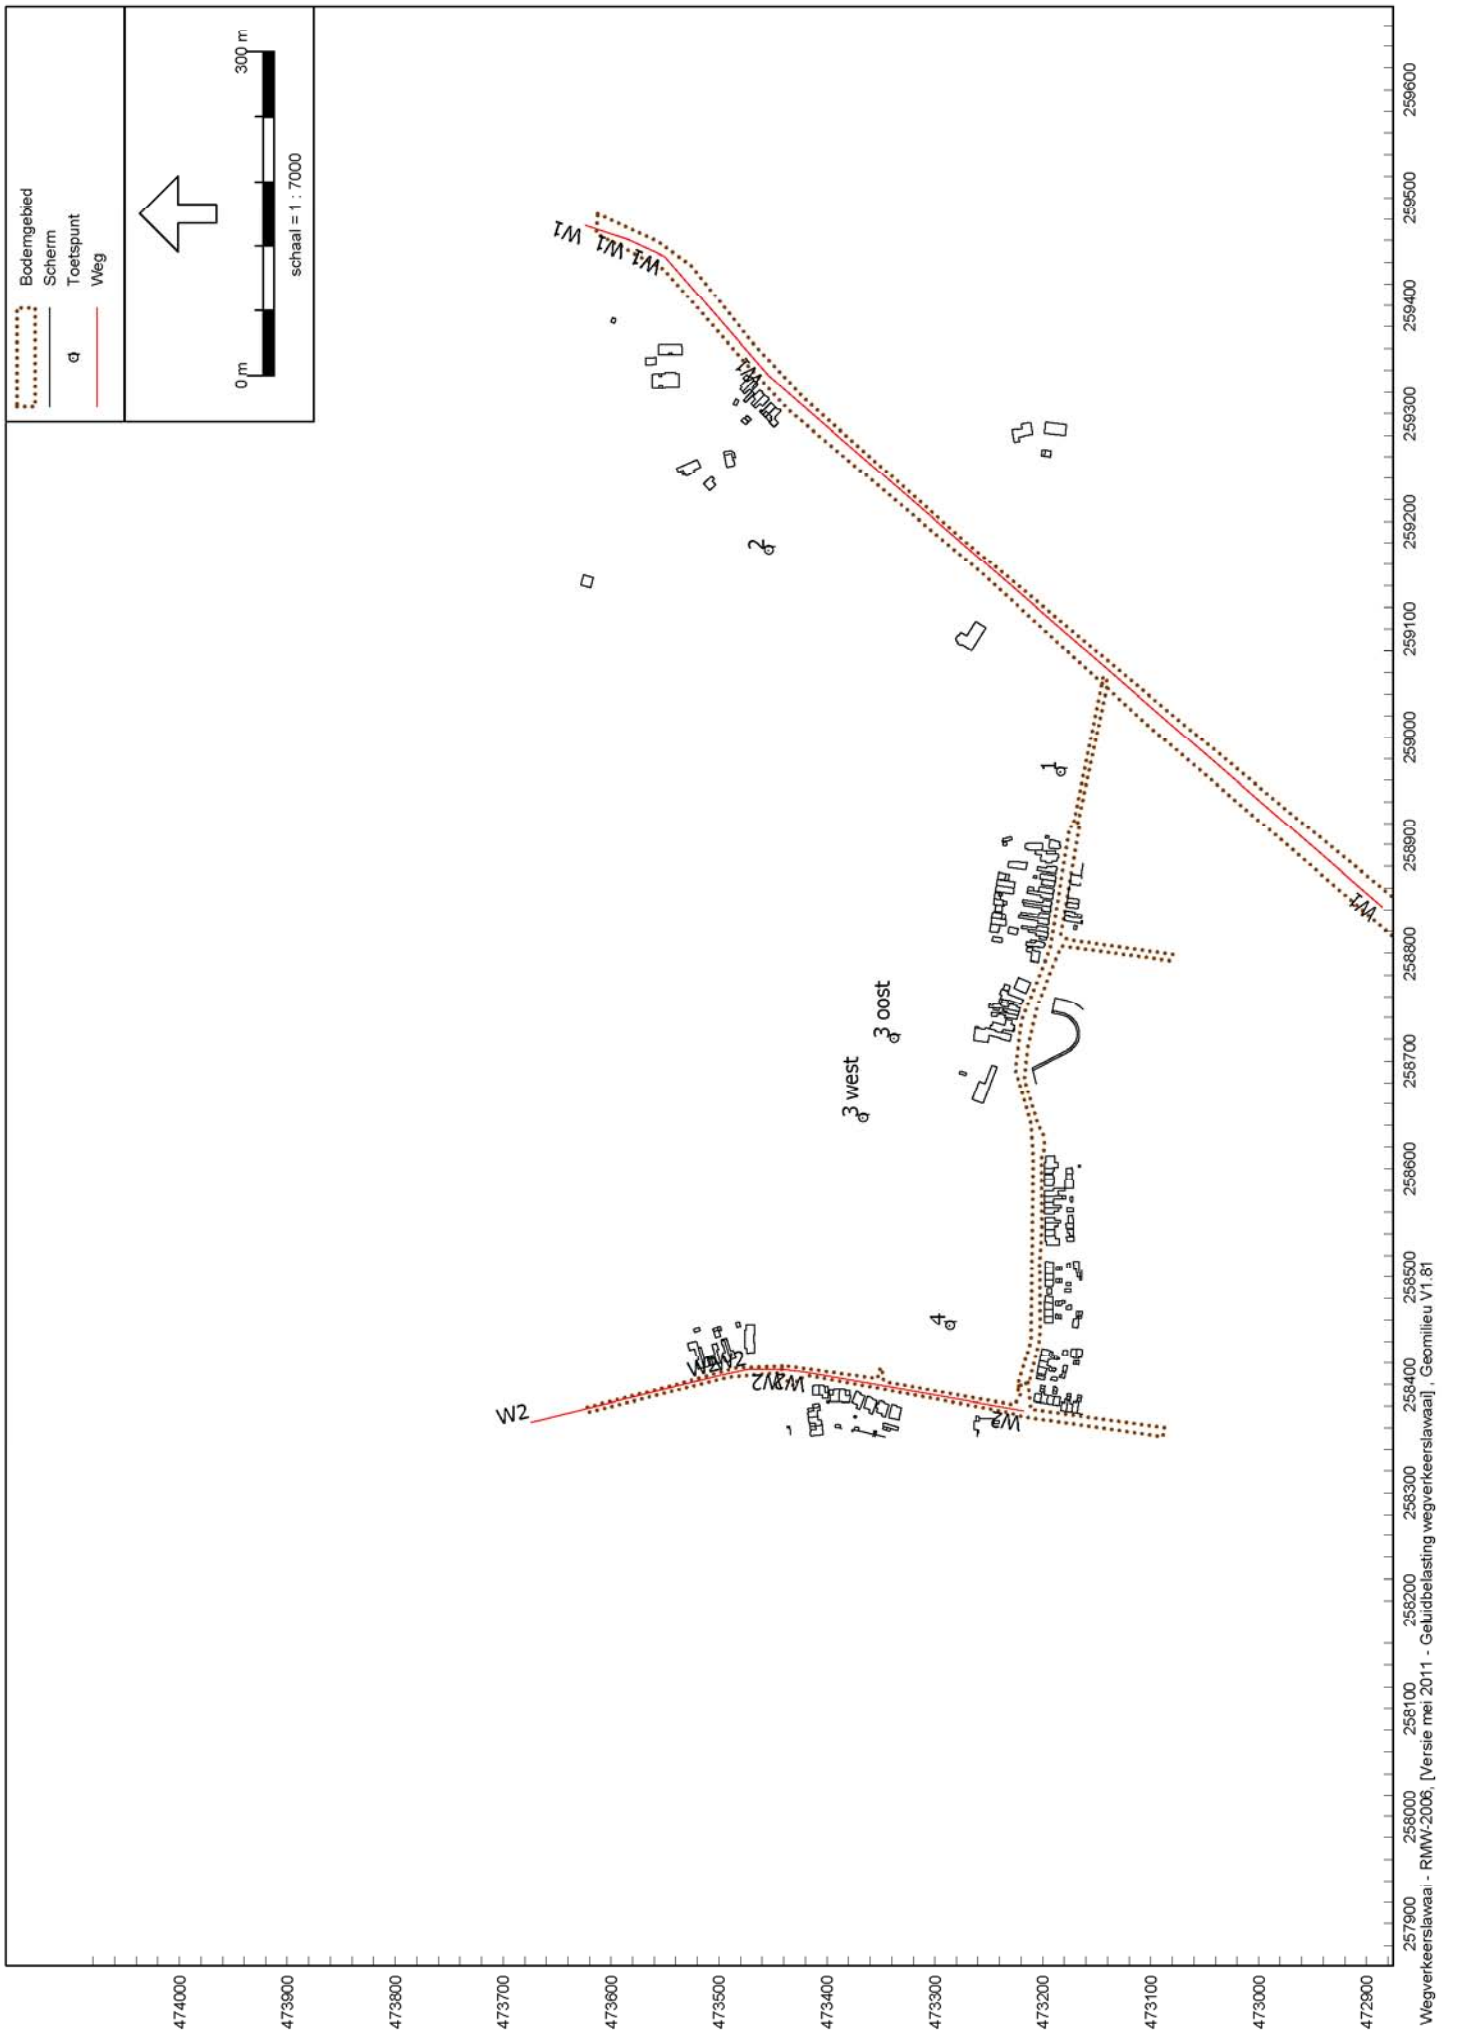 Bodemgebied
Scherm
Toetspunt
Weg
0 m
300 m
schaal = 1 : 7000
474000
473900
473800
473700
473600
473500
473400
473300
473200
473100
473000
472900
W2
W2
W2
W2
W2
W2
4
3 west
3 oost
1
2
W1
W1
W1
W1
W1
257900
258000
258100
258200
258300
258400
258500
258600
258700
258800
258900
259000
259100
259200
259300
259400
259500
259600
Wegverkeerslawaai - RMW-2006, [Versie mei 2011 - Geluidbelasting wegverkeerslawaai] , Geomilieu V1.81